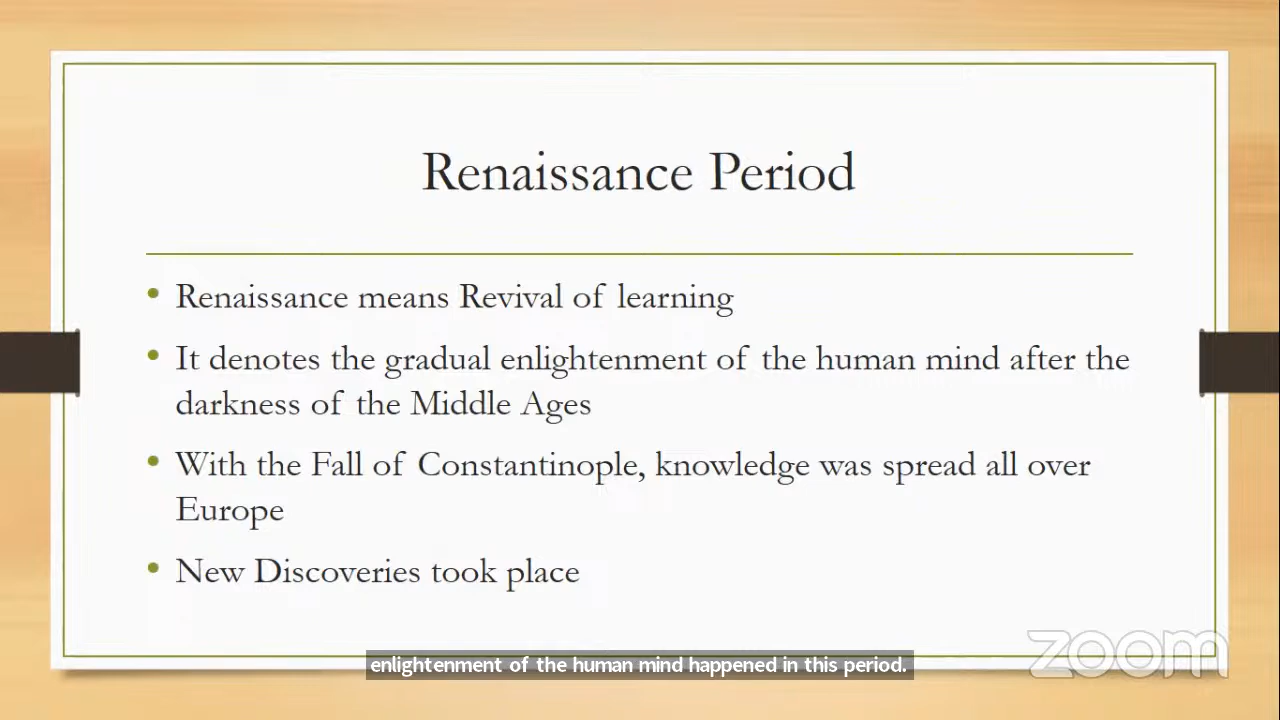 Renaissance Period
Renaissance means Revival of learning
It denotes the gradual enlightenment of the human mind after the
darkness of the Middle Ages
With the Fall of Constantinople, knowledge was spread all over
Europe
New Discoveries took place
zoom
enlightenment of the human mind happened in this period.